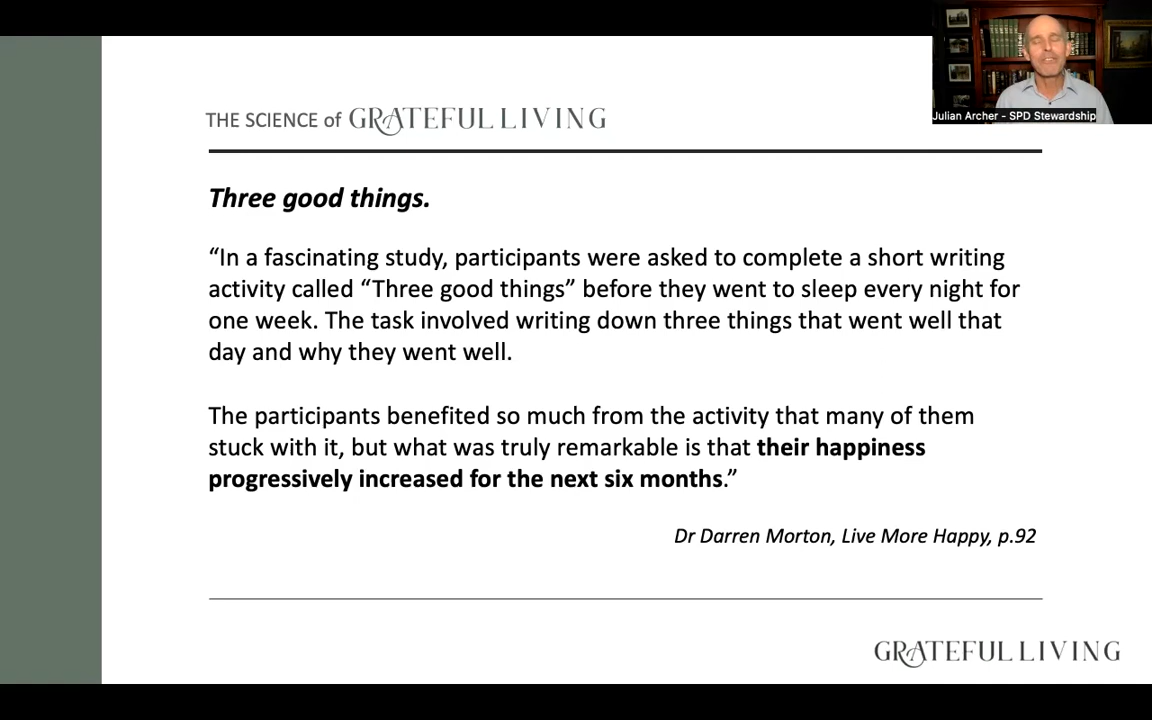 Julian Archer - SPD Stewardship
THE SCIENCE of GRATEFUL LIVING
Three good things.
“In a fascinating study, participants were asked to complete a short writing
activity called “Three good things” before they went to sleep every night for
one week. The task involved writing down three things that went well that
day and why they went well.
The participants benefited so much from the activity that many of them
stuck with it, but what was truly remarkable is that their happiness
progressively increased for the next six months.”
Dr Darren Morton, Live More Happy, p.92
GRATEFUL LIVING